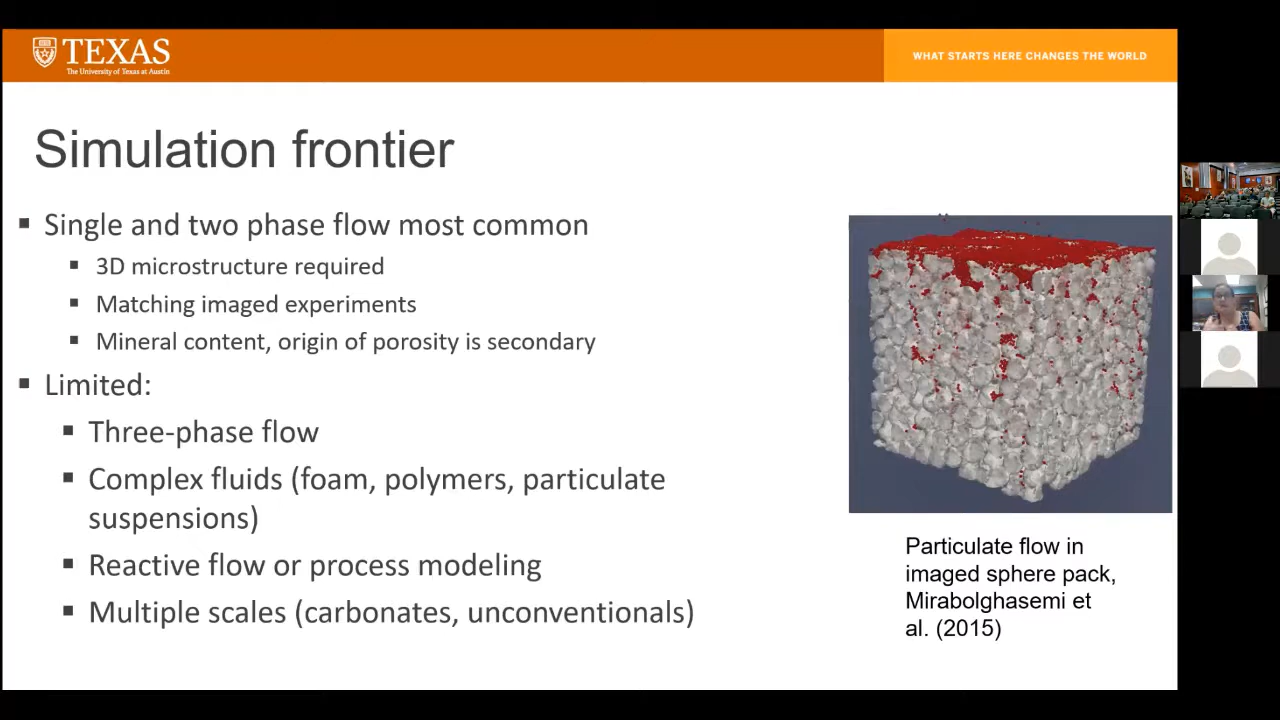 TEXAS
The University of Texas at Austin
WHAT STARTS HERE CHANGES THE WORLD
Simulation frontier
▪ Single and two phase flow most common
▪ 3D microstructure required
▪ Matching imaged experiments
▪ Mineral content, origin of porosity is secondary
▪ Limited:
▪ Three-phase flow
▪ Complex fluids (foam, polymers, particulate
suspensions)
▪ Reactive flow or process modeling
▪ Multiple scales (carbonates, unconventionals)
Particulate flow in
imaged sphere pack,
Mirabolghasemi et
al. (2015)